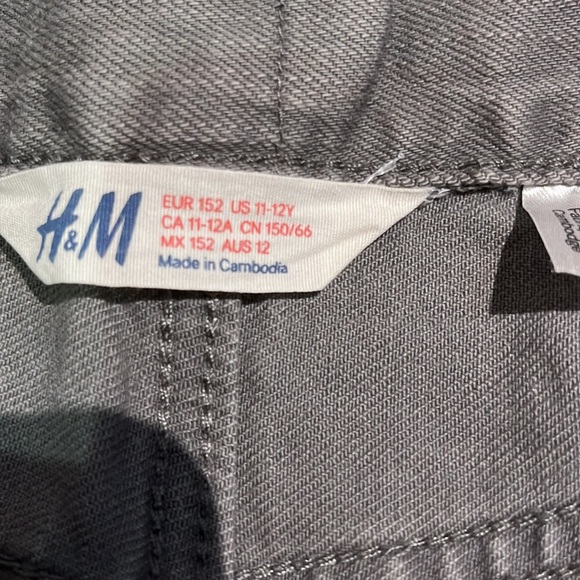 H&M
EUR 152 US 11-12Y
CA 11-12A CN 150/66
MX 152 AUS 12
Made in Cambodia